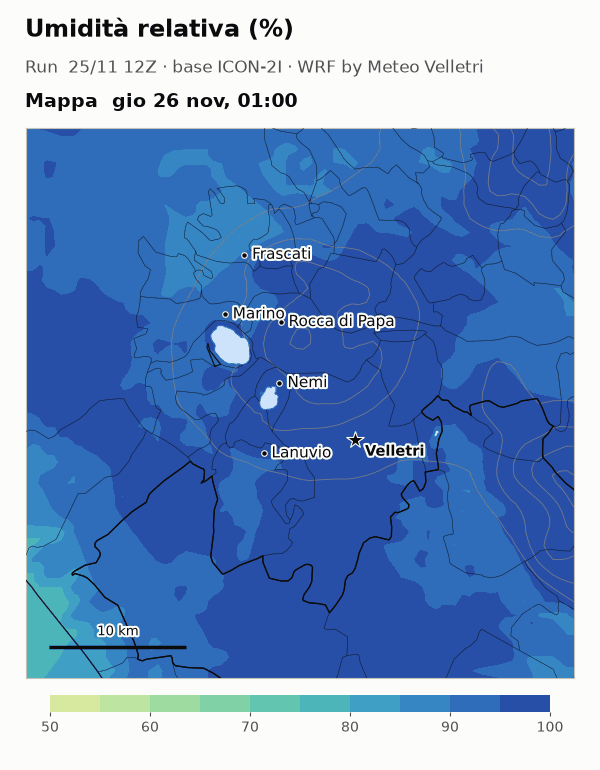 Umidità relativa (%)
Run  25/11 12Z · base ICON-2I · WRF by Meteo Velletri
Mappa  gio 26 nov, 01:00
Frascati
Marino
Rocca di Papa
Nemi
Velletri
Lanuvio
10 km
50 60 70 80 90 100